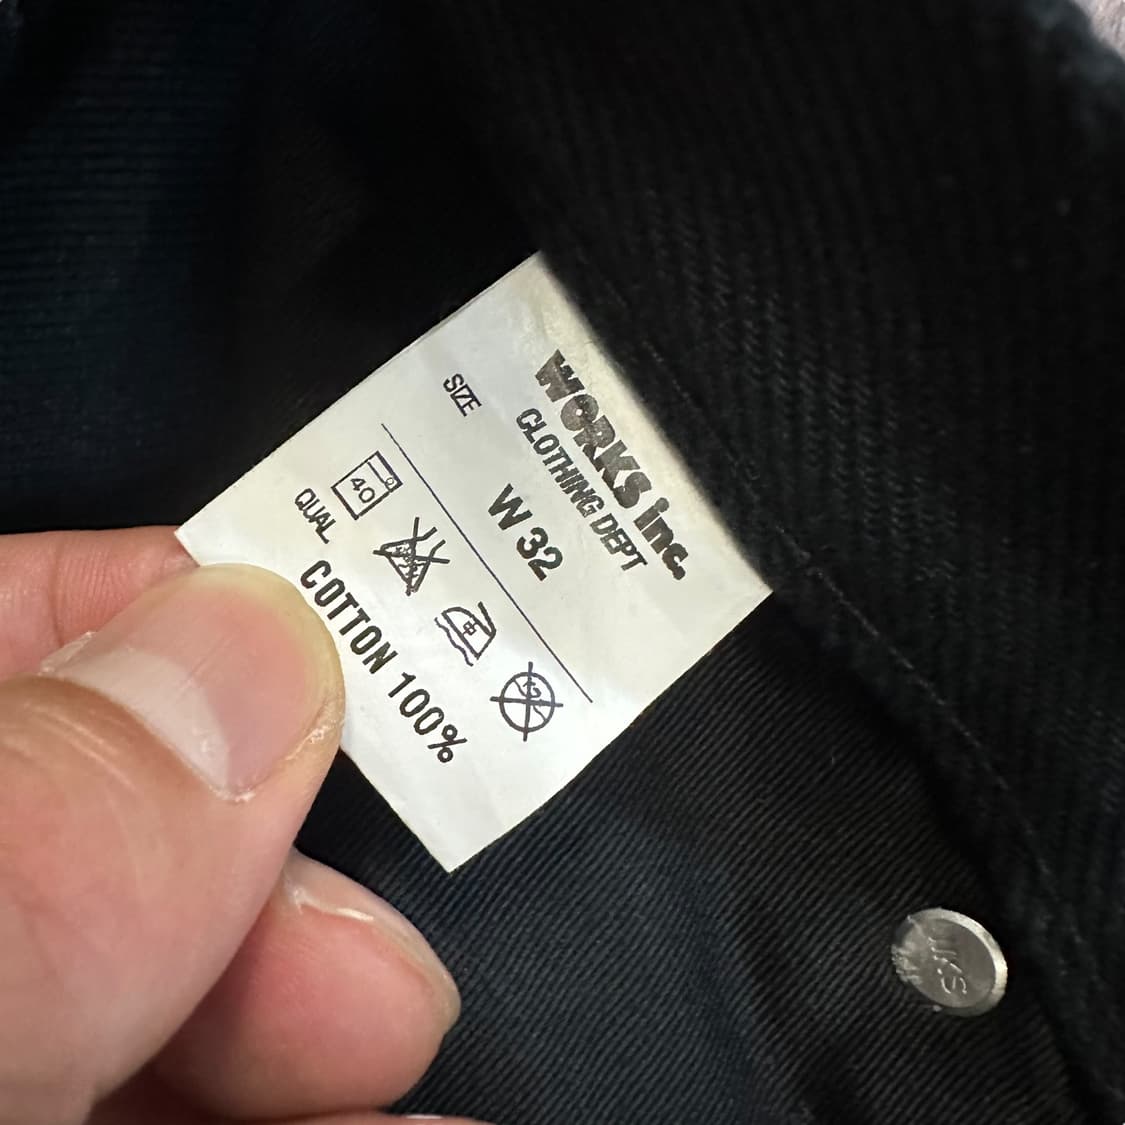 WORKS inc.
CLOTHING DEPT
SIZE
W 32
40
QUAL
COTTON 100%